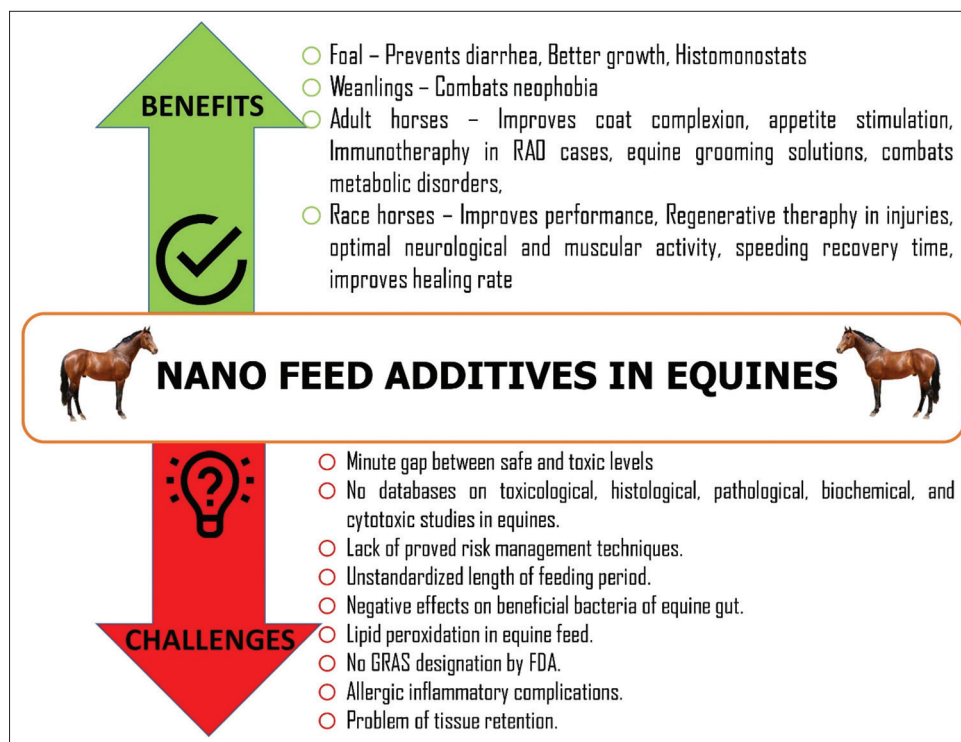 BENEFITS
Foal – Prevents diarrhea, Better growth, Histomonostats
Weanlings – Combats neophobia
Adult horses – Improves coat complexion, appetite stimulation,
Immunotheraphy in RAO cases, equine grooming solutions, combats
metabolic disorders,
Race horses – Improves performance, Regenerative theraphy in injuries,
optimal neurological and muscular activity, speeding recovery time,
improves healing rate
NANO FEED ADDITIVES IN EQUINES
?
CHALLENGES
Minute gap between safe and toxic levels
No databases on toxicological, histological, pathological, biochemical, and
cytotoxic studies in equines.
Lack of proved risk management techniques.
Unstandardized length of feeding period.
Negative effects on beneficial bacteria of equine gut.
Lipid peroxidation in equine feed.
No GRAS designation by FDA.
Allergic inflammatory complications.
Problem of tissue retention.